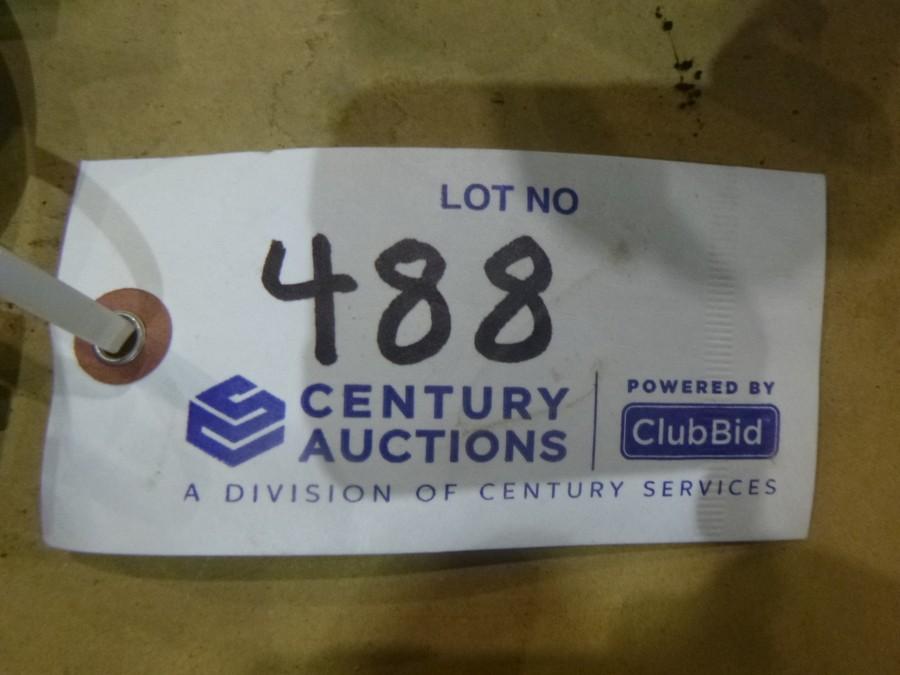 LOT NO
488
CENTURY AUCTIONS
POWERED BY
ClubBid
A DIVISION OF CENTURY SERVICES